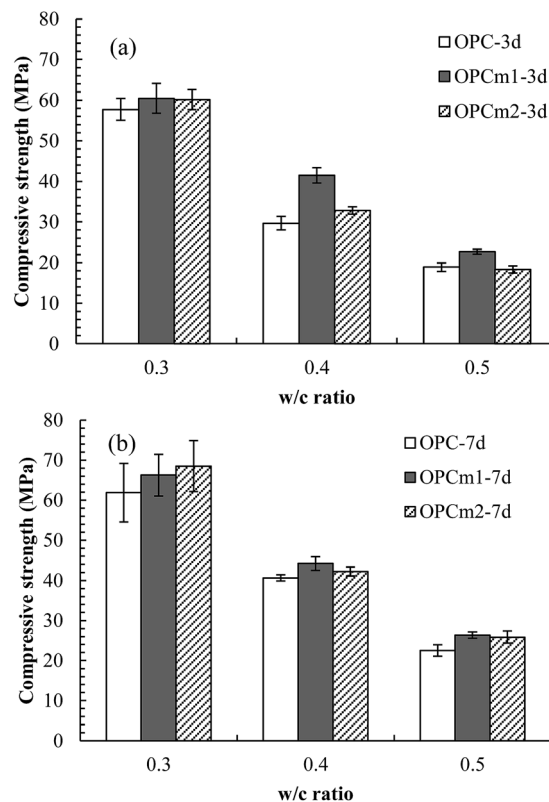 (a)
OPC-3d
OPCm1-3d
OPCm2-3d
Compressive strength (MPa)
80
70
60
50
40
30
20
10
0
0.3 0.4 0.5
w/c ratio
(b)
OPC-7d
OPCm1-7d
OPCm2-7d
Compressive strength (MPa)
80
70
60
50
40
30
20
10
0
0.3 0.4 0.5
w/c ratio